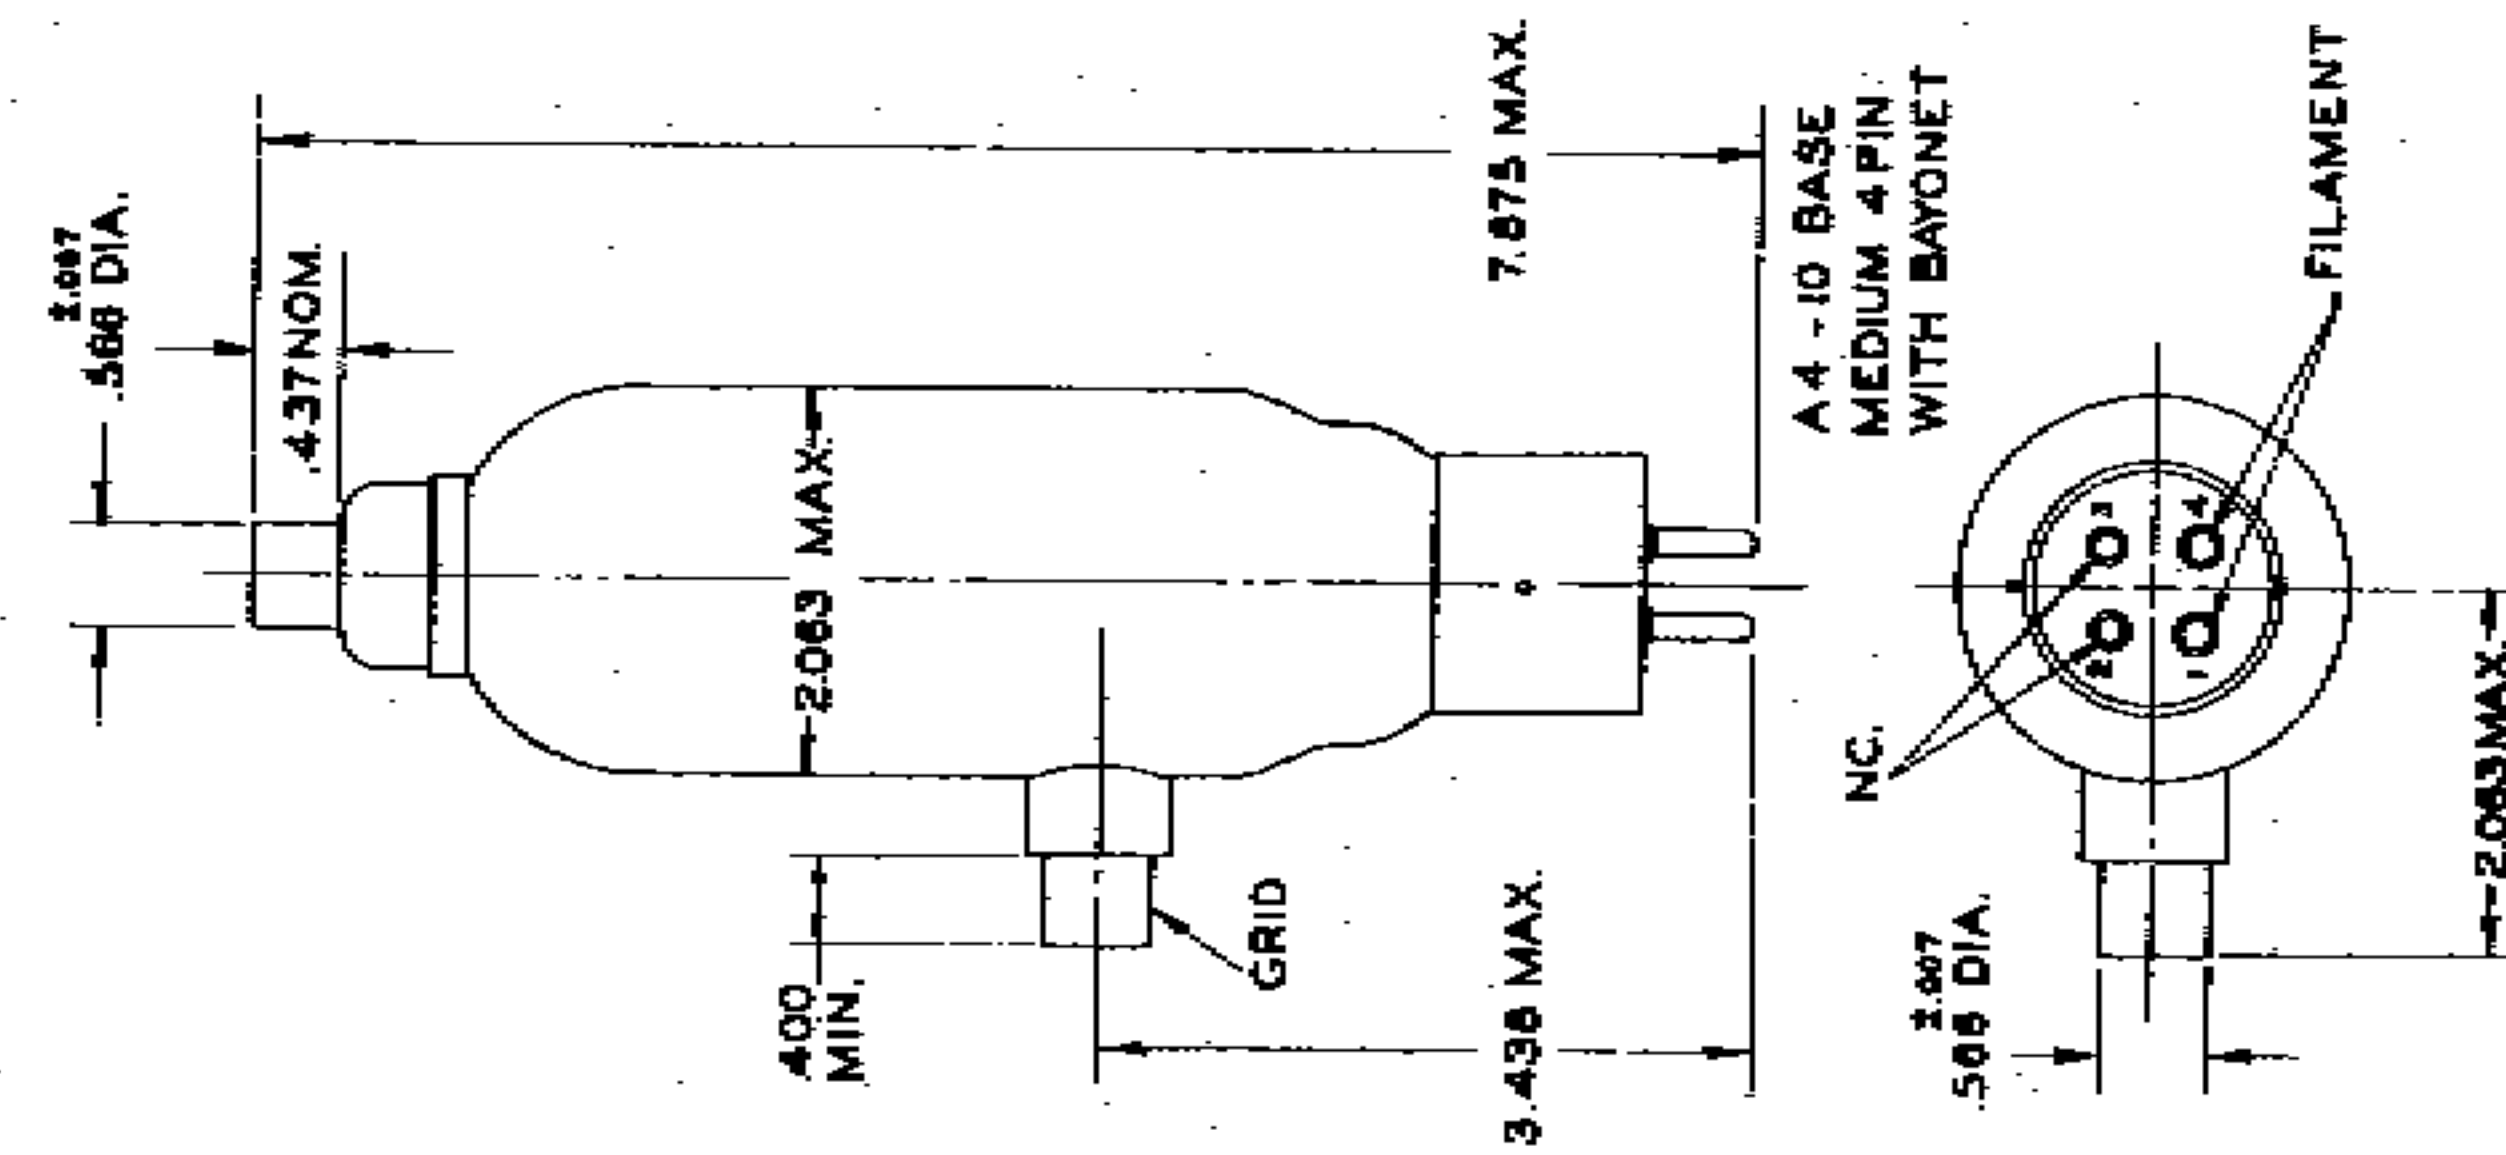 ±.007
.566 DIA.
.437 NOM.
7.875 MAX.
A4-10 BASE
MEDIUM 4 PIN
WITH BAYONET
FILAMENT
2.063 MAX.
3
4
2
1
NC.
.400
MIN.
GRID
3.438 MAX.
±.007
.566 DIA.
2.063 MAX.